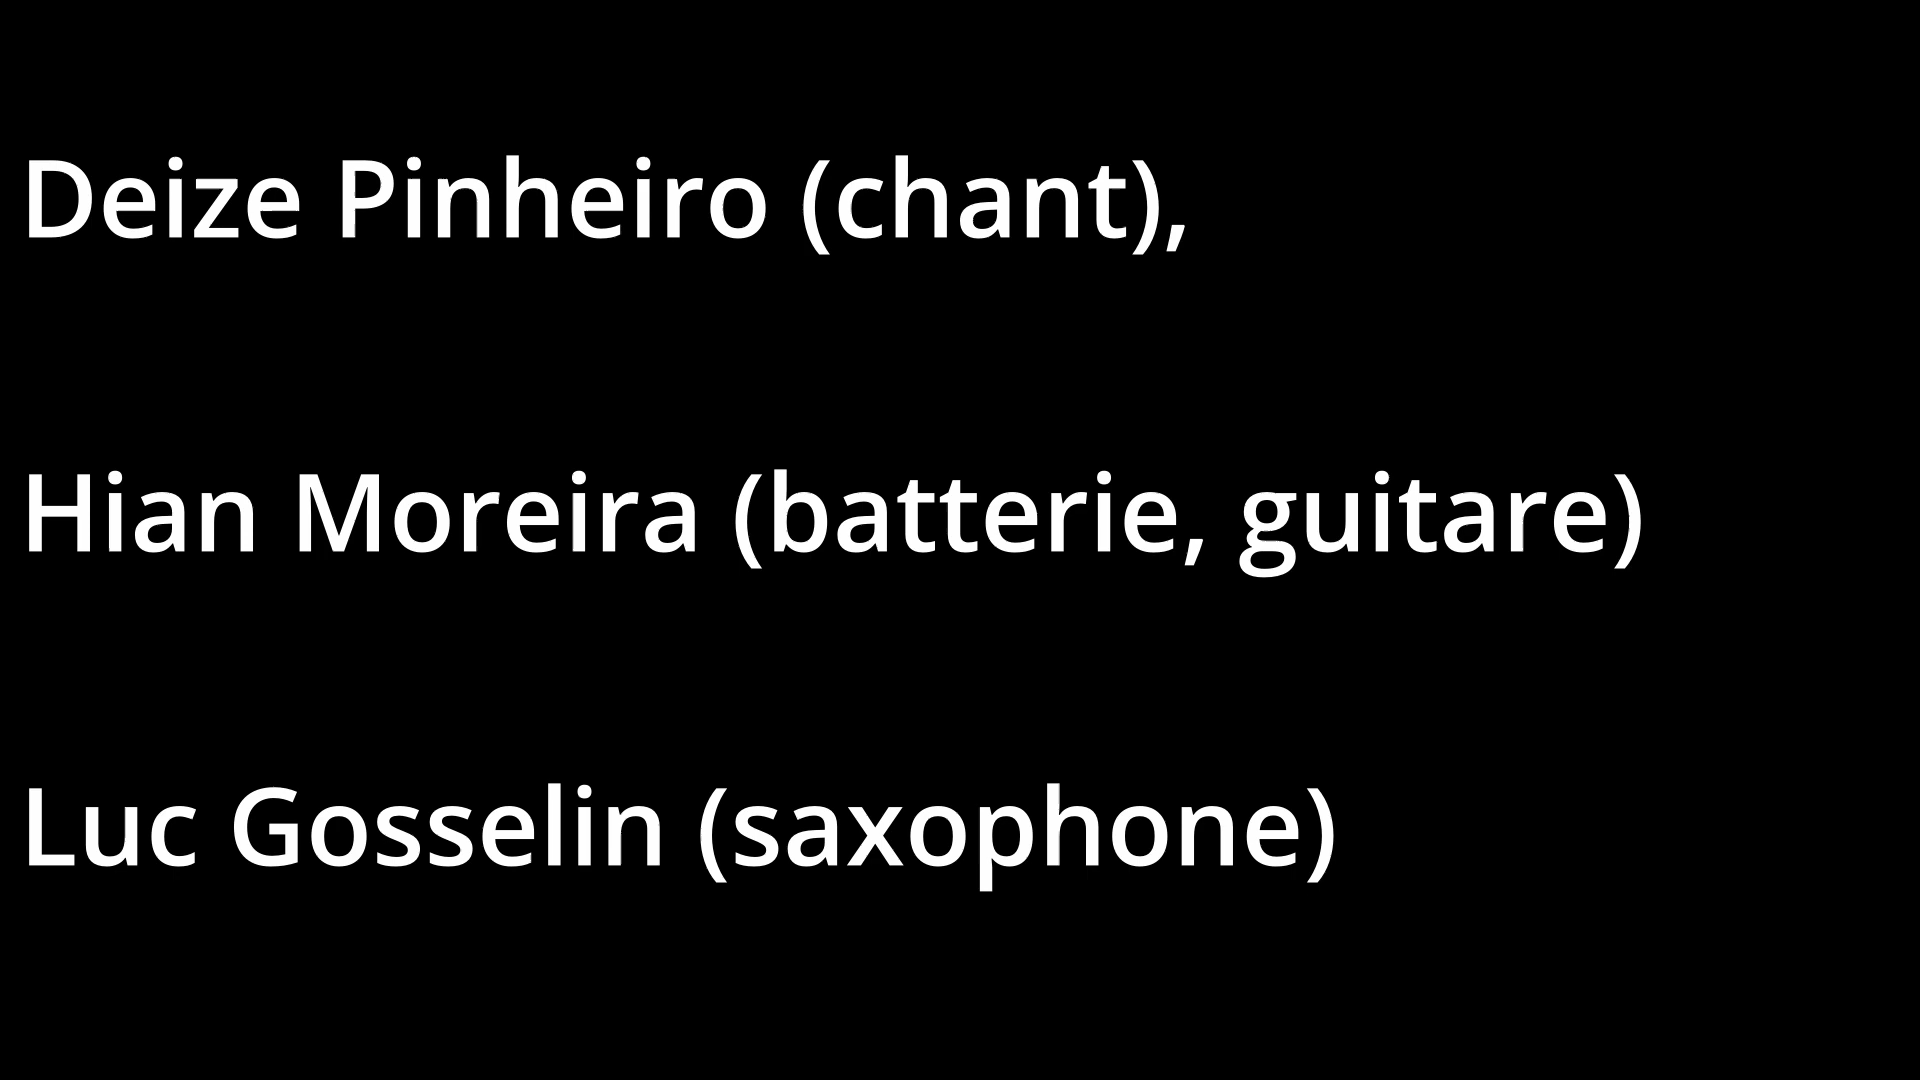 Deize Pinheiro (chant),
Hian Moreira (batterie, guitare)
Luc Gosselin (saxophone)